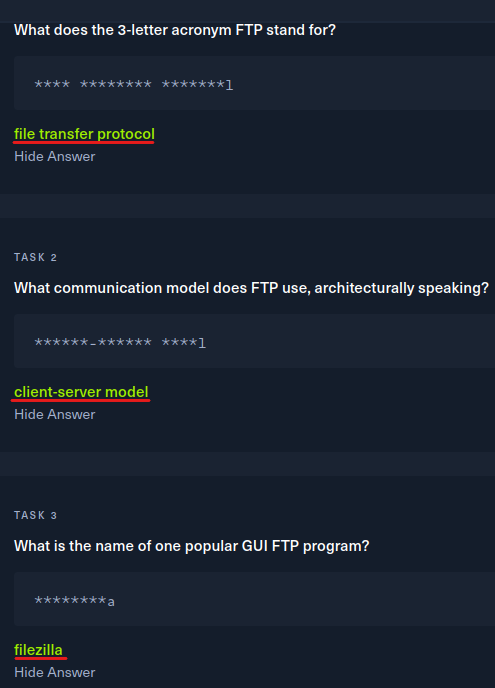 What does the 3-letter acronym FTP stand for?
**** ******** *******l
file transfer protocol
Hide Answer
TASK 2
What communication model does FTP use, architecturally speaking?
******-****** ****l
client-server model
Hide Answer
TASK 3
What is the name of one popular GUI FTP program?
********a
filezilla
Hide Answer